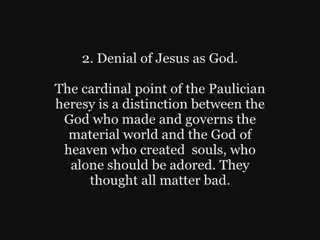 2. Denial of Jesus as God.
The cardinal point of the Paulician
heresy is a distinction between the
God who made and governs the
material world and the God of
heaven who created souls, who
alone should be adored. They
thought all matter bad.